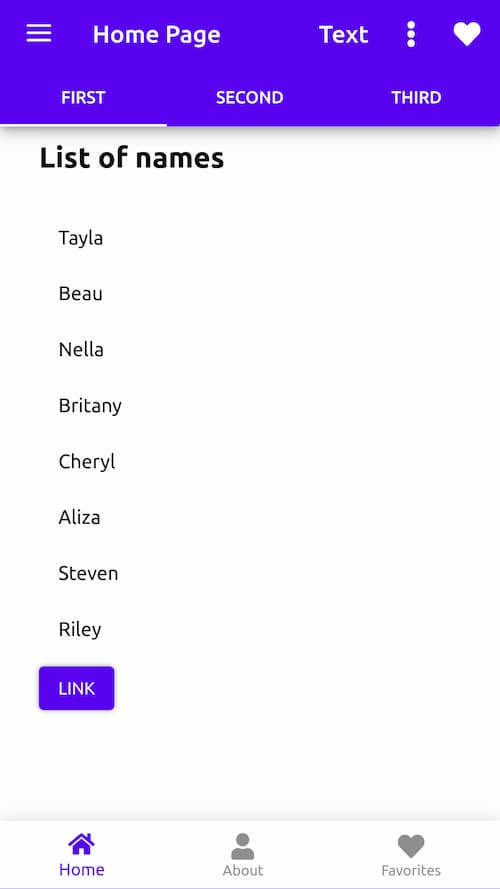 Home Page Text
FIRST SECOND THIRD
List of names
Tayla
Beau
Nella
Britany
Cheryl
Aliza
Steven
Riley
LINK
Home About Favorites